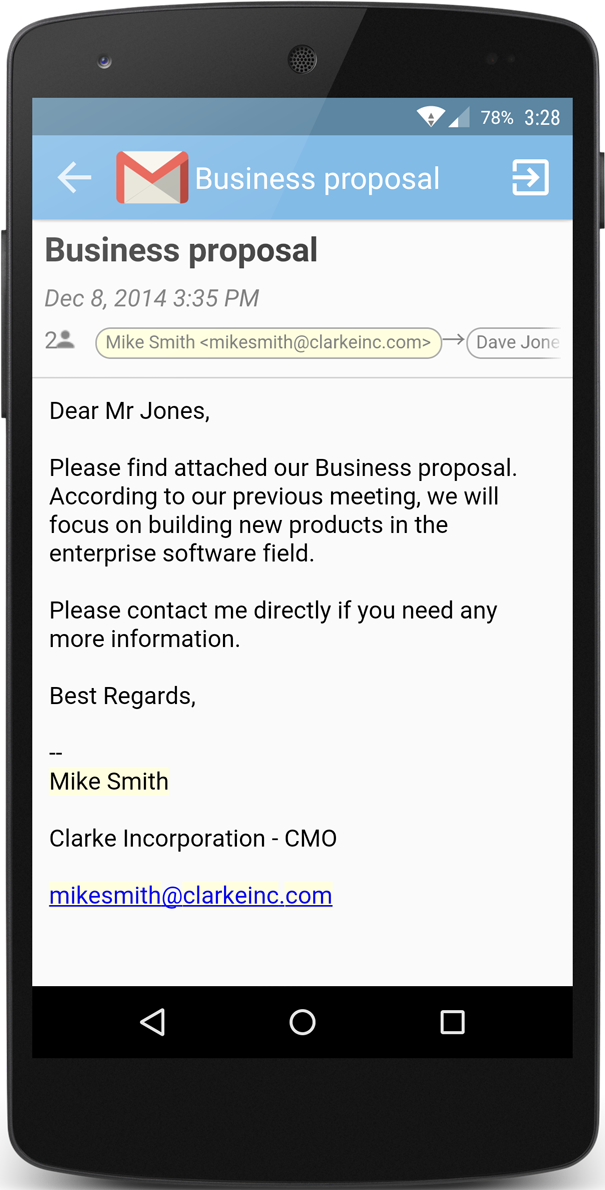 78% 3:28
Business proposal
Business proposal
Dec 8, 2014 3:35 PM
2 Mike Smith <mikesmith@clarkeinc.com> → Dave Jone
Dear Mr Jones,
Please find attached our Business proposal.
According to our previous meeting, we will
focus on building new products in the
enterprise software field.
Please contact me directly if you need any
more information.
Best Regards,
--
Mike Smith
Clarke Incorporation - CMO
mikesmith@clarkeinc.com